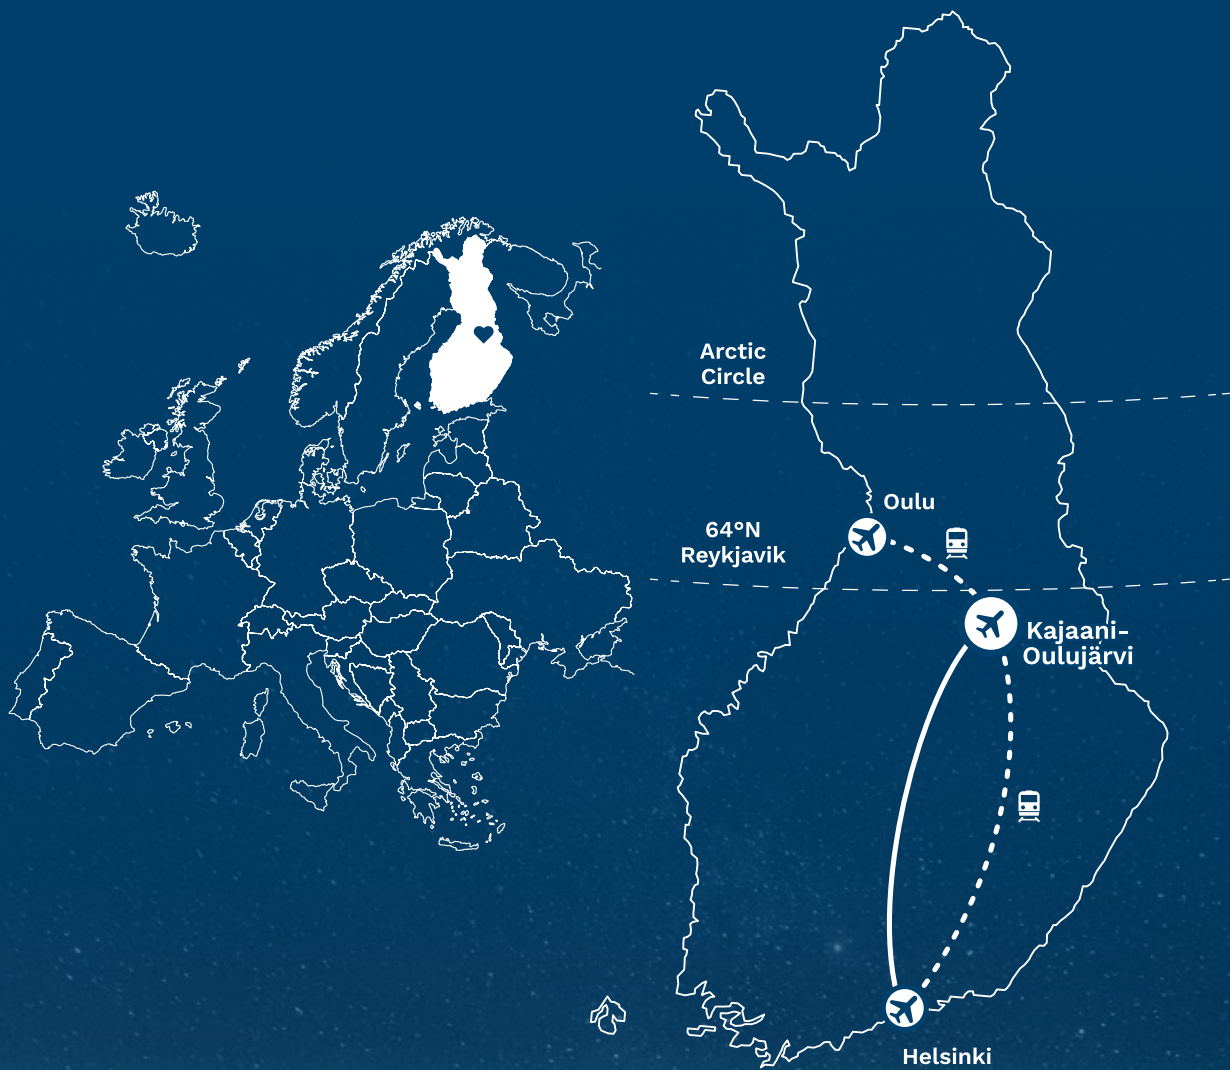 Arctic
Circle
Oulu
64°N
Reykjavik
Kajaani-
Oulujärvi
Helsinki